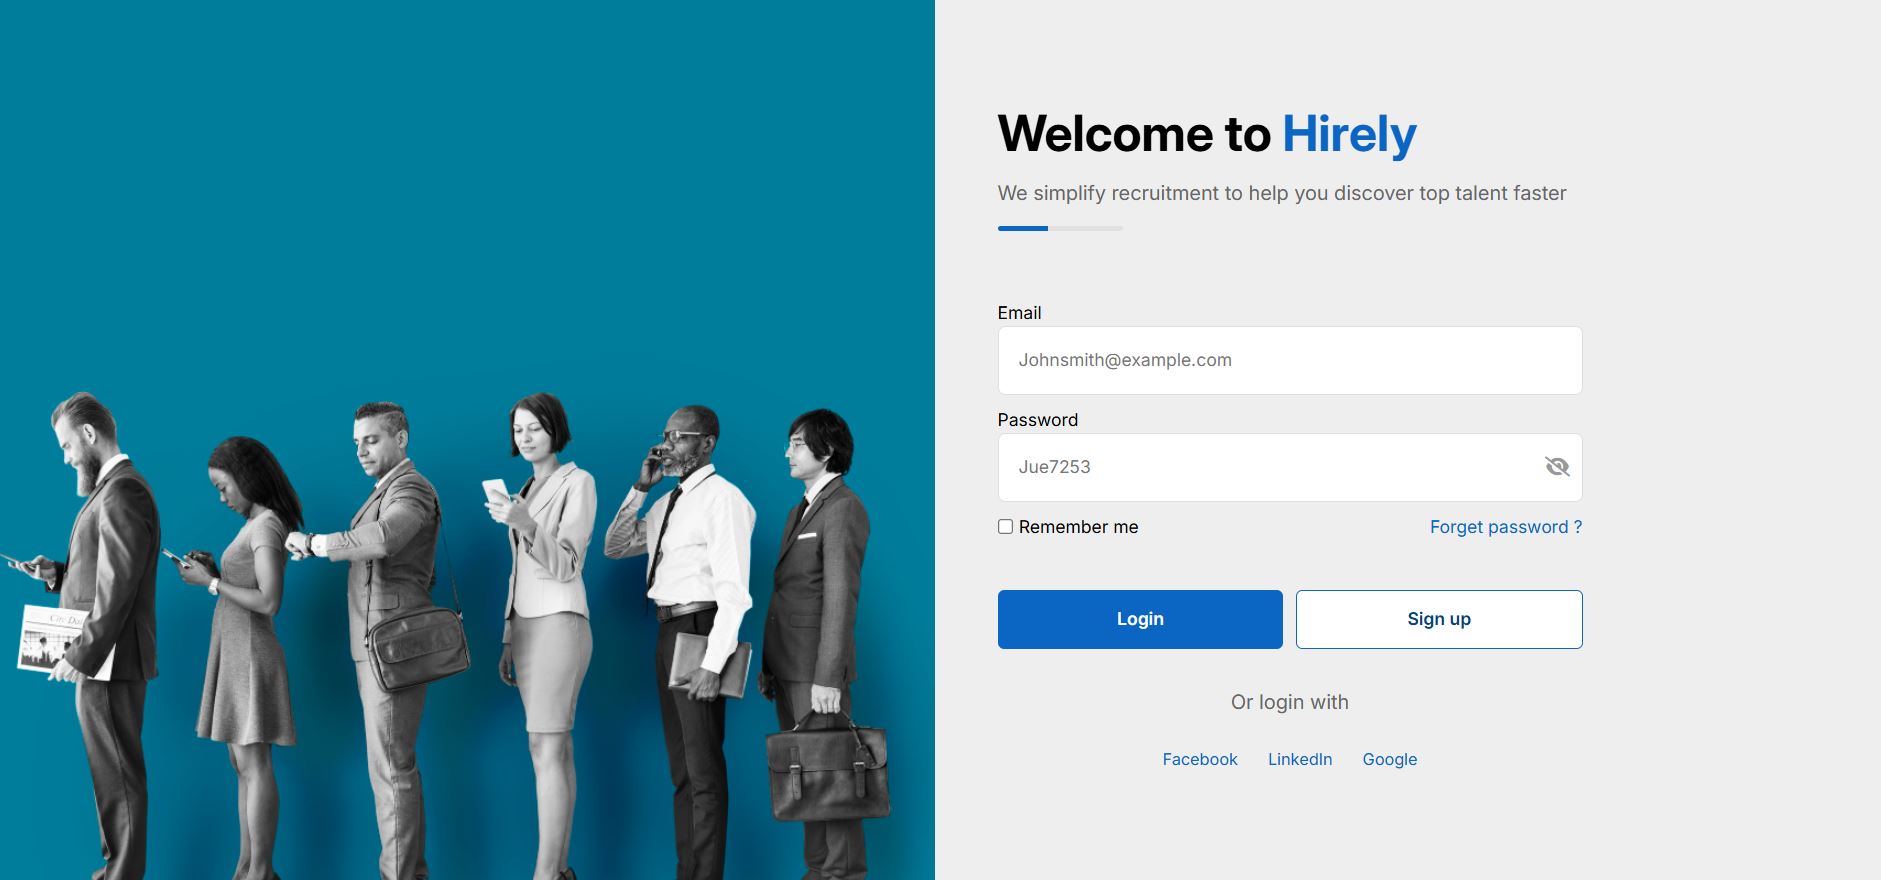 Welcome to Hirely
We simplify recruitment to help you discover top talent faster
Email
Johnsmith@example.com
Password
Jue7253
Remember me
Forget password ?
Login
Sign up
Or login with
Facebook
LinkedIn
Google